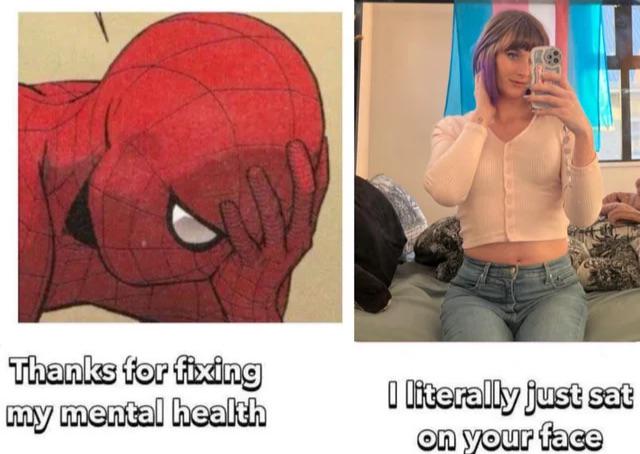 Thanks for fixing
my mental health
I literally just sat
on your face